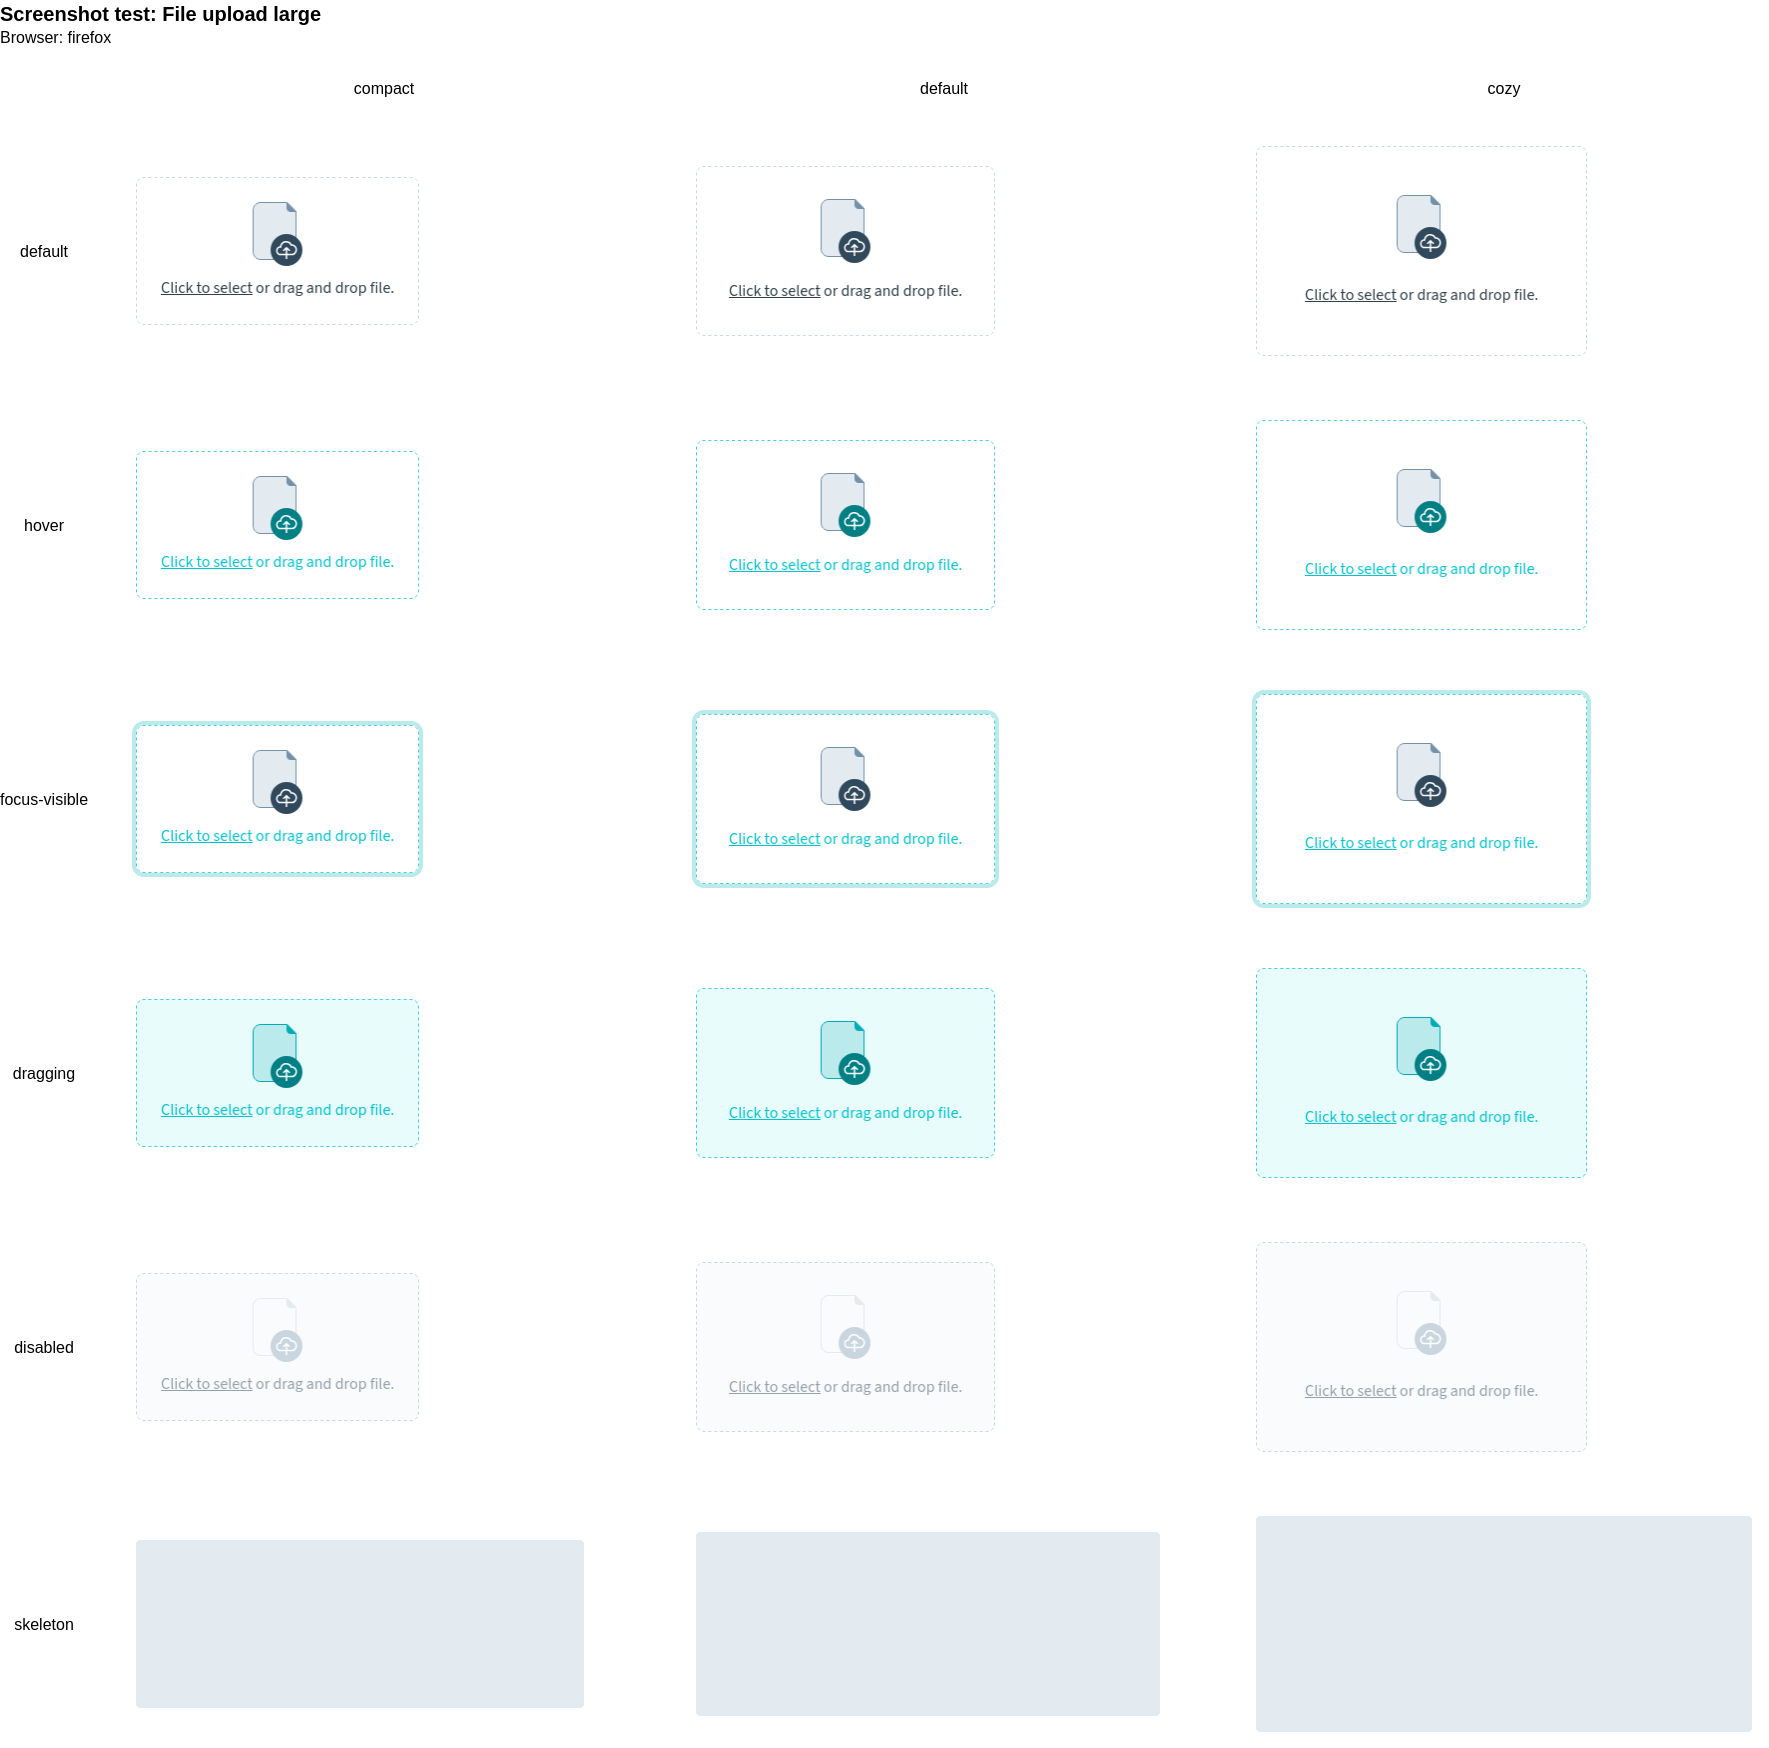 Screenshot test: File upload large
Browser: firefox
compact default cozy
default
Click to select or drag and drop file.
Click to select or drag and drop file.
Click to select or drag and drop file.
hover
Click to select or drag and drop file.
Click to select or drag and drop file.
Click to select or drag and drop file.
focus-visible
Click to select or drag and drop file.
Click to select or drag and drop file.
Click to select or drag and drop file.
dragging
Click to select or drag and drop file.
Click to select or drag and drop file.
Click to select or drag and drop file.
disabled
Click to select or drag and drop file.
Click to select or drag and drop file.
Click to select or drag and drop file.
skeleton